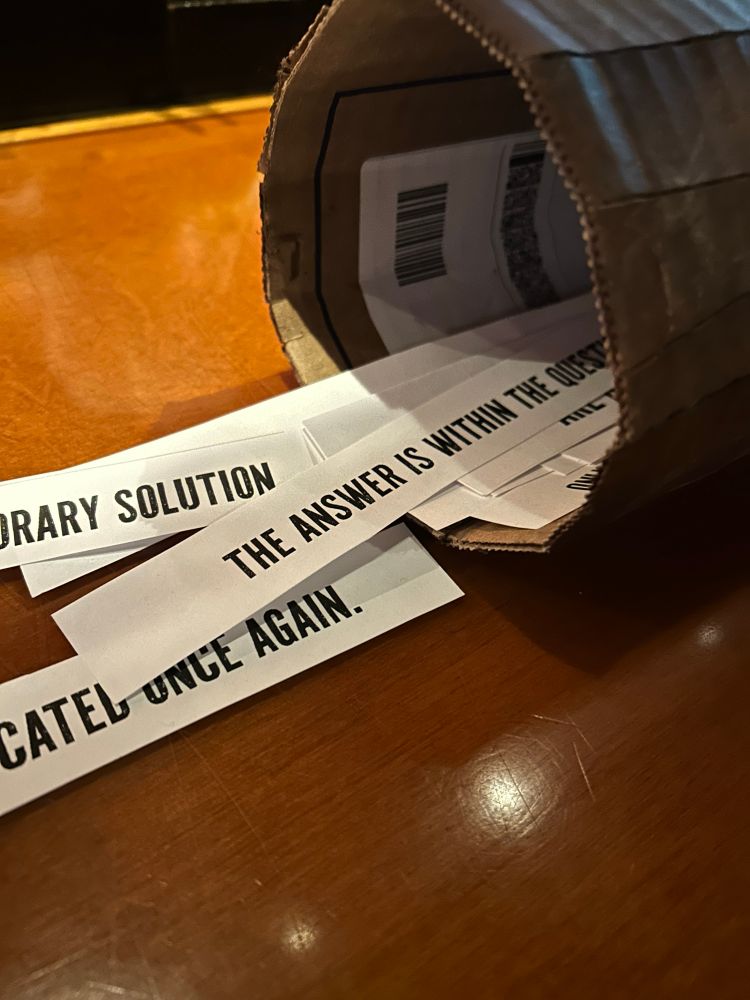 ORARY SOLUTION
THE ANSWER IS WITHIN THE QUEST
CATED ONCE AGAIN.